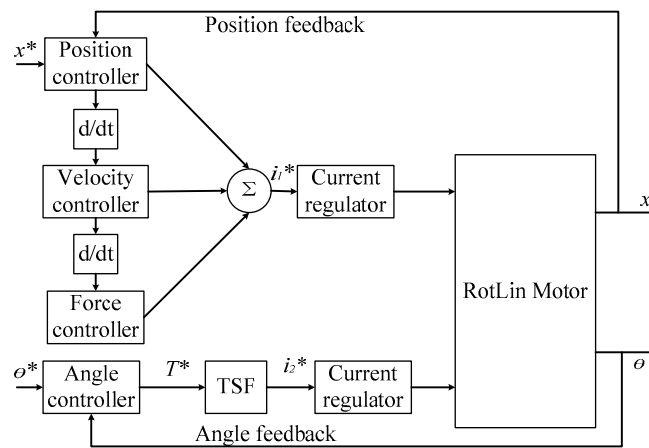 Position feedback
x*
Position
controller
d/dt
Velocity
controller
Σ
i₁*
Current
regulator
d/dt
Force
controller
RotLin Motor
x
ɵ*
Angle
controller
T*
TSF
i₂*
Current
regulator
ɵ
Angle feedback